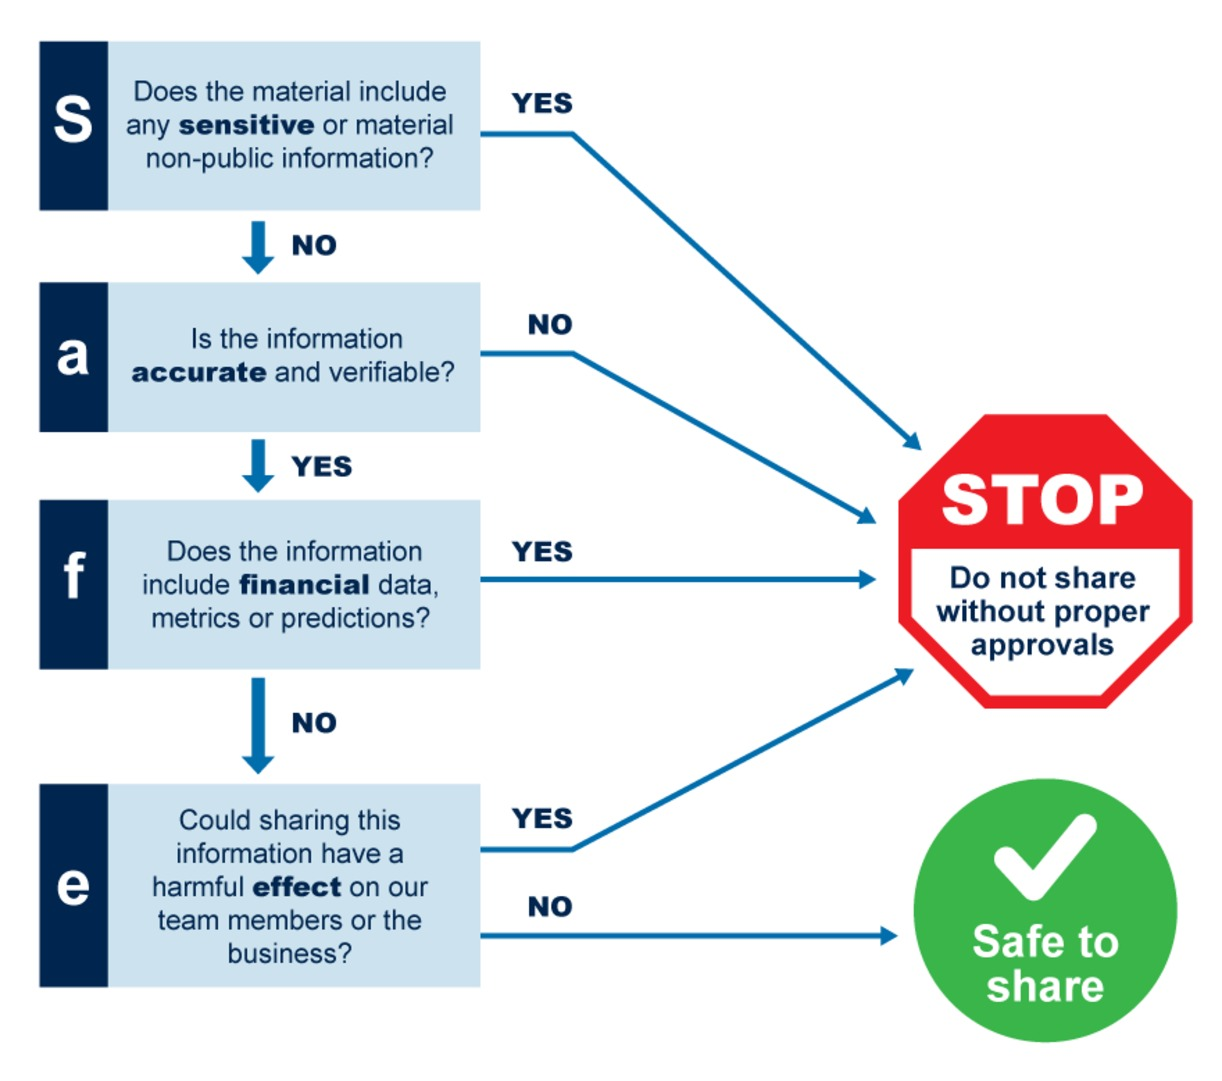 S
Does the material include
any sensitive or material
non-public information?
YES
NO
a
Is the information
accurate and verifiable?
NO
YES
f
Does the information
include financial data,
metrics or predictions?
YES
NO
e
Could sharing this
information have a
harmful effect on our
team members or the
business?
YES
NO
STOP
Do not share
without proper
approvals
Safe to
share